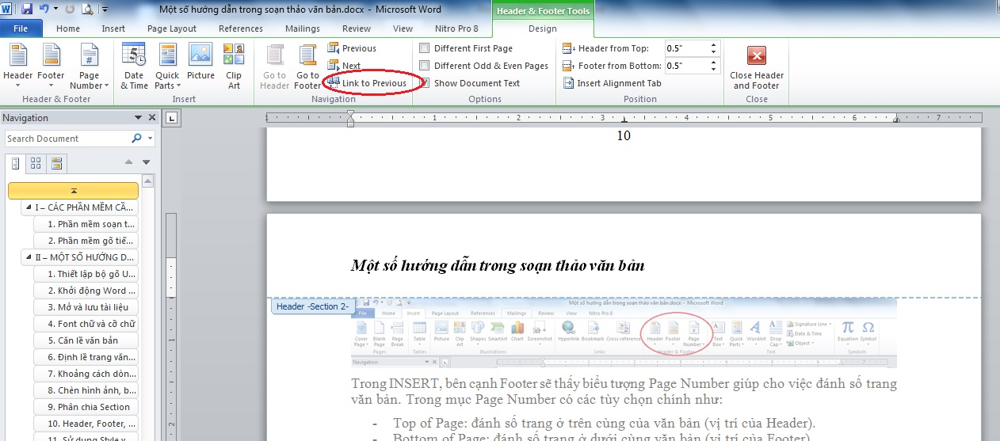 Một số hướng dẫn trong soạn thảo văn bản.docx - Microsoft Word
Header & Footer Tools
File Home Insert Page Layout References Mailings Review View Nitro Pro 8 Design
Header Footer Page Number
Header & Footer
Date & Time Quick Parts Picture Clip Art
Insert
Go to Header Go to Footer
Previous
Next
Link to Previous
Navigation
Different First Page
Different Odd & Even Pages
Show Document Text
Options
Header from Top: 0.5"
Footer from Bottom: 0.5"
Insert Alignment Tab
Position
Close Header and Footer
Close
Navigation
Search Document
I – CÁC PHẦN MỀM CẦ...
1. Phần mềm soạn t...
2. Phần mềm gõ tiế...
II – MỘT SỐ HƯỚNG D...
1. Thiết lập bộ gõ U...
2. Khởi động Word ...
3. Mở và lưu tài liệu
4. Font chữ và cỡ chữ
5. Căn lề văn bản
6. Định lề trang văn...
7. Khoảng cách dòn...
8. Chèn hình ảnh, b...
9. Phân chia Section
10. Header, Footer, ...
11. Sử dụng Style v...
1 1 2 3 4 5 6 7
10
Một số hướng dẫn trong soạn thảo văn bản
Header -Section 2-
Một số hướng dẫn trong soạn thảo văn bản.docx - Microsoft Word
File Home Insert Page Layout References Mailings Review View Nitro Pro 8
Cover Page Blank Page Page Break
Pages
Table
Tables
Picture Clip Art Shapes SmartArt Chart Screenshot
Illustrations
Hyperlink Bookmark Cross-reference
Links
Header Footer Page Number
Header & Footer
Text Box Quick Parts WordArt Drop Cap
Signature Line
Date & Time
Object
Text
Equation Symbol
Symbols
Navigation
Trong INSERT, bên cạnh Footer sẽ thấy biểu tượng Page Number giúp cho việc đánh số trang
văn bản. Trong mục Page Number có các tùy chọn chính như:
- Top of Page: đánh số trang ở trên cùng của văn bản (vị trí của Header).
- Bottom of Page: đánh số trang ở dưới cùng văn bản (vị trí của Footer).